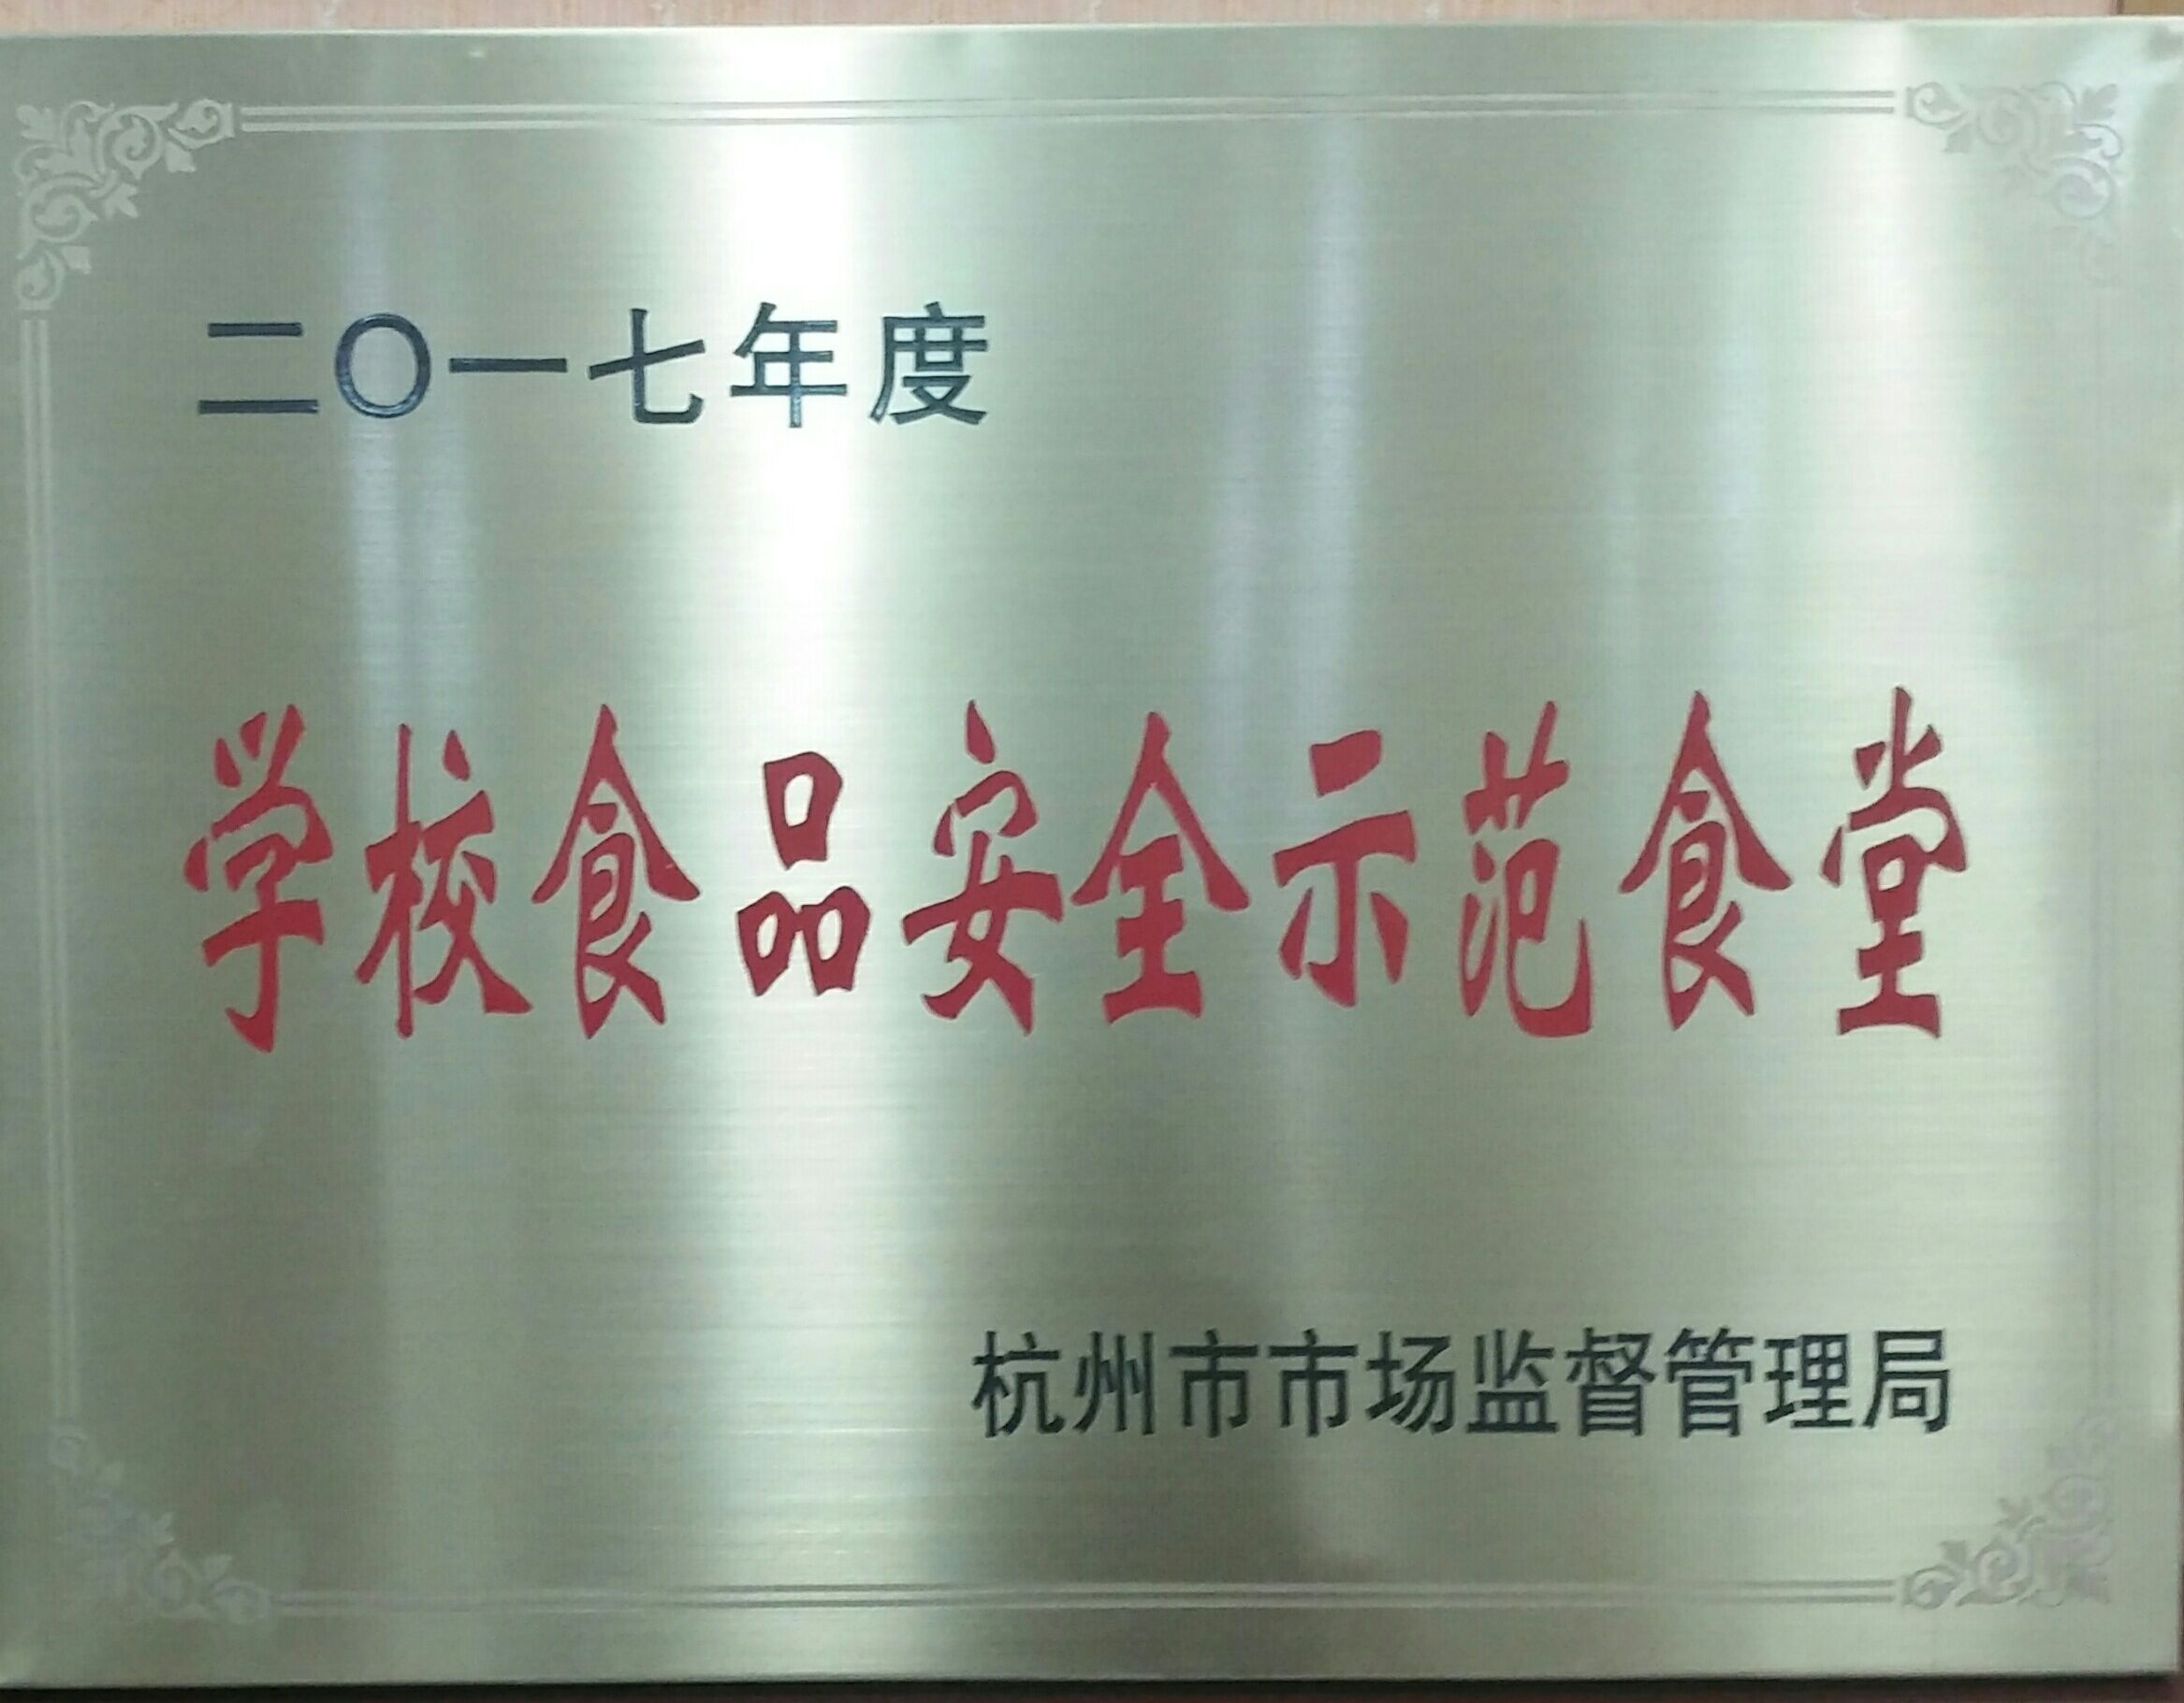 二〇一七年度
学校食品安全示范食堂
杭州市市场监督管理局